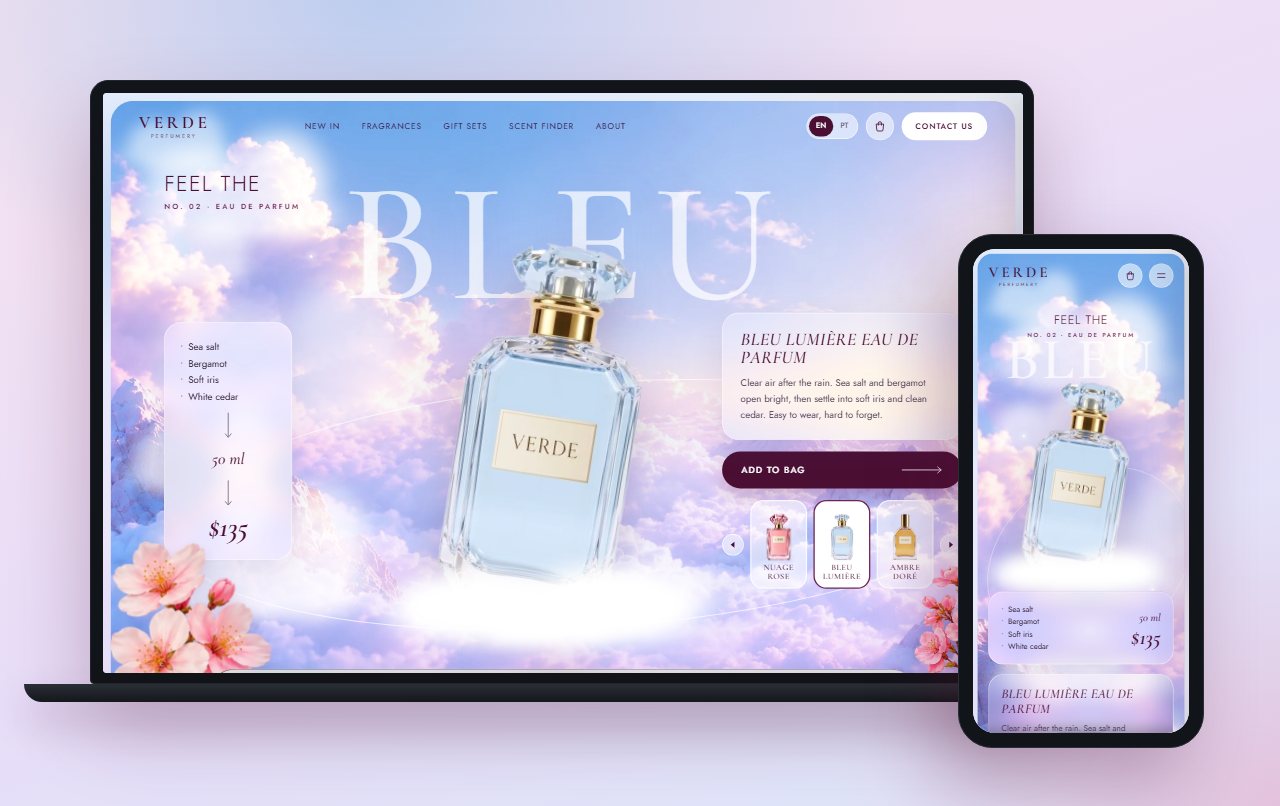 VERDE
PERFUMERY
NEW IN
FRAGRANCES
GIFT SETS
SCENT FINDER
ABOUT
EN
PT
CONTACT US
FEEL THE
NO. 02 · EAU DE PARFUM
BLEU
· Sea salt
· Bergamot
· Soft iris
· White cedar
50 ml
$135
VERDE
BLEU LUMIÈRE EAU DE
PARFUM
Clear air after the rain. Sea salt and bergamot
open bright, then settle into soft iris and clean
cedar. Easy to wear, hard to forget.
ADD TO BAG
NUAGE
ROSE
BLEU
LUMIÈRE
AMBRE
DORÉ
VERDE
PERFUMERY
FEEL THE
NO. 02 · EAU DE PARFUM
BLEU
VERDE
· Sea salt
· Bergamot
· Soft iris
· White cedar
50 ml
$135
BLEU LUMIÈRE EAU DE
PARFUM
Clear air after the rain. Sea salt and